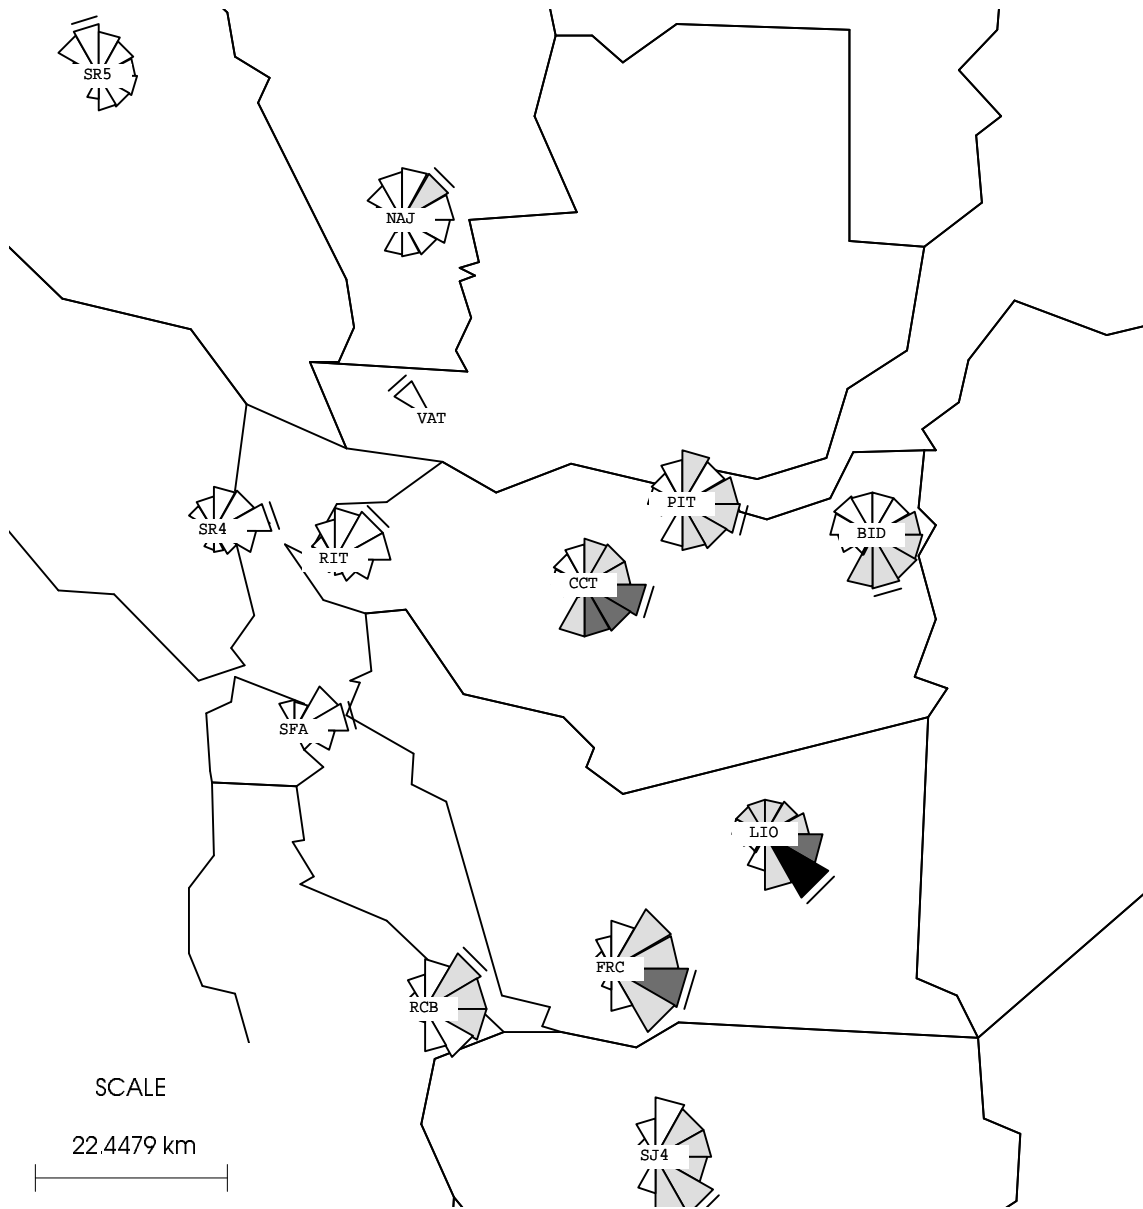 SR5
NAJ
VAT
PIT
SR4
BID
RIT
CCT
SFA
LIO
FRC
RCB
SCALE
22.4479 km
SJ4